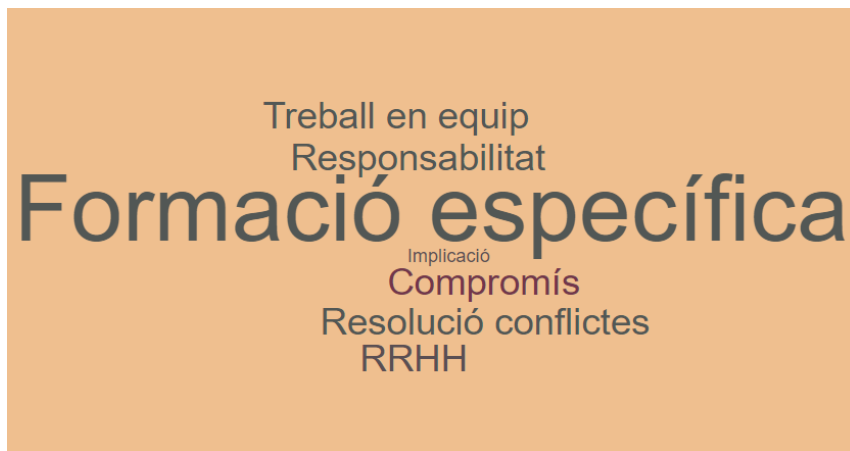 Treball en equip
Responsabilitat
Formació específica
Implicació
Compromís
Resolució conflictes
RRHH